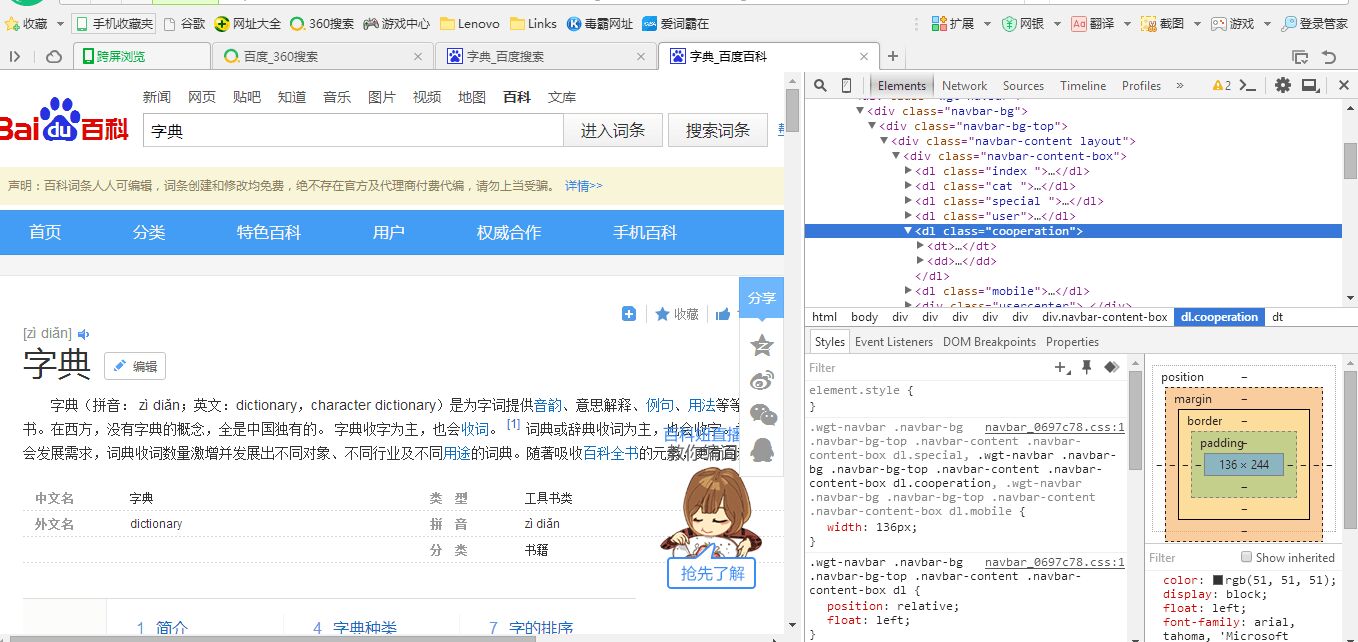 收藏 手机收藏夹 谷歌 网址大全 360搜索 游戏中心 Lenovo Links 毒霸网址 爱词霸在 扩展 网银 翻译 截图 游戏 登录管家
跨屏浏览 百度_360搜索 字典_百度搜索 字典_百度百科
新闻 网页 贴吧 知道 音乐 图片 视频 地图 百科 文库
Bai du 百科 字典 进入词条 搜索词条
声明：百科词条人人可编辑，词条创建和修改均免费，绝不存在官方及代理商付费代编，请勿上当受骗。 详情>>
首页 分类 特色百科 用户 权威合作 手机百科
分享
收藏
[zì diǎn]
字典 编辑
字典（拼音： zì diǎn；英文：dictionary，character dictionary）是为字词提供音韵、意思解释、例句、用法等等
书。在西方，没有字典的概念，全是中国独有的。 字典收字为主，也会收词。 [1] 词典或辞典收词为主，也会收字。
会发展需求，词典收词数量激增并发展出不同对象、不同行业及不同用途的词典。随著吸收百科全书的元素，更有百科
中文名 字典 类 型 工具书类
外文名 dictionary 拼 音 zì diǎn
分 类 书籍
抢先了解
1 简介 4 字典种类 7 字的排序
Elements Network Sources Timeline Profiles » 2
<div class="navbar-bg">
<div class="navbar-bg-top">
<div class="navbar-content layout">
<div class="navbar-content-box">
<dl class="index ">…</dl>
<dl class="cat ">…</dl>
<dl class="special ">…</dl>
<dl class="user">…</dl>
<dl class="cooperation">
<dt>…</dt>
<dd>…</dd>
</dl>
<dl class="mobile">…</dl>
<div class="usercenter"> </div>
html body div div div div div div.navbar-content-box dl.cooperation dt
Styles Event Listeners DOM Breakpoints Properties
Filter
element.style {
}
.wgt-navbar .navbar-bg navbar_0697c78.css:1
.navbar-bg-top .navbar-content .navbar-
content-box dl.special, .wgt-navbar .navbar-
bg .navbar-bg-top .navbar-content .navbar-
content-box dl.cooperation, .wgt-navbar
.navbar-bg .navbar-bg-top .navbar-content
.navbar-content-box dl.mobile {
width: 136px;
}
.wgt-navbar .navbar-bg navbar_0697c78.css:1
.navbar-bg-top .navbar-content .navbar-
content-box dl {
position: relative;
float: left;
}
position –
margin –
border –
padding –
– – – – 136 × 244 – – – –
–
–
–
–
Filter Show inherited
color: rgb(51, 51, 51);
display: block;
float: left;
font-family: arial,
tahoma, 'Microsoft